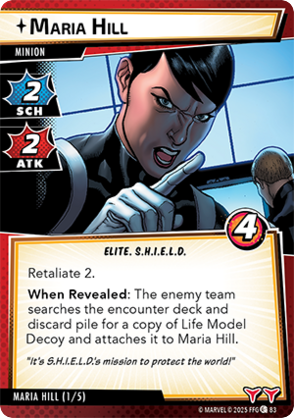 Maria Hill
MINION
2
SCH
2
ATK
4
ELITE. S.H.I.E.L.D.
Retaliate 2.
When Revealed: The enemy team
searches the encounter deck and
discard pile for a copy of Life Model
Decoy and attaches it to Maria Hill.
"It's S.H.I.E.L.D.'s mission to protect the world!"
MARIA HILL (1/5)
© MARVEL © 2025 FFG 83